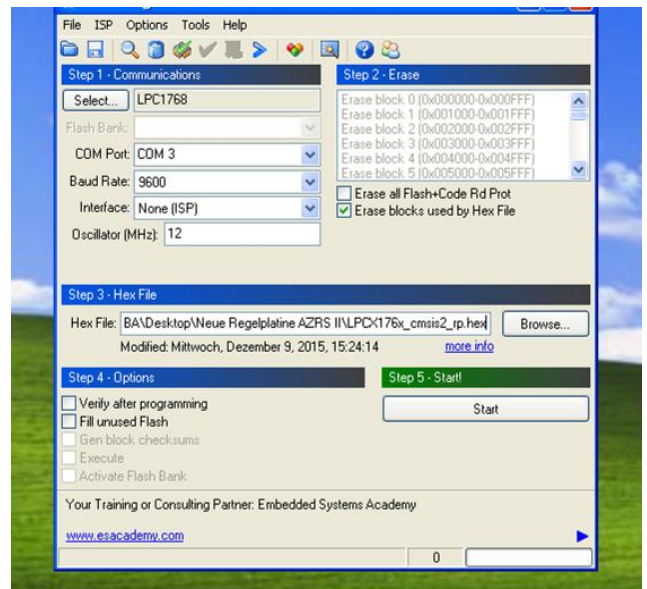 File ISP Options Tools Help
Step 1 - Communications
Select... LPC1768
Flash Bank:
COM Port: COM 3
Baud Rate: 9600
Interface: None (ISP)
Oscillator (MHz): 12
Step 2 - Erase
Erase block 0 (0x000000-0x000FFF)
Erase block 1 (0x001000-0x001FFF)
Erase block 2 (0x002000-0x002FFF)
Erase block 3 (0x003000-0x003FFF)
Erase block 4 (0x004000-0x004FFF)
Erase block 5 (0x005000-0x005FFF)
Erase all Flash+Code Rd Prot
Erase blocks used by Hex File
Step 3 - Hex File
Hex File: BA\Desktop\Neue Regelplatine AZRS II\LPCX176x_cmsis2_rp.hex Browse...
Modified: Mittwoch, Dezember 9, 2015, 15:24:14 more info
Step 4 - Options
Verify after programming
Fill unused Flash
Gen block checksums
Execute
Activate Flash Bank
Step 5 - Start!
Start
Your Training or Consulting Partner: Embedded Systems Academy
www.esacademy.com
0